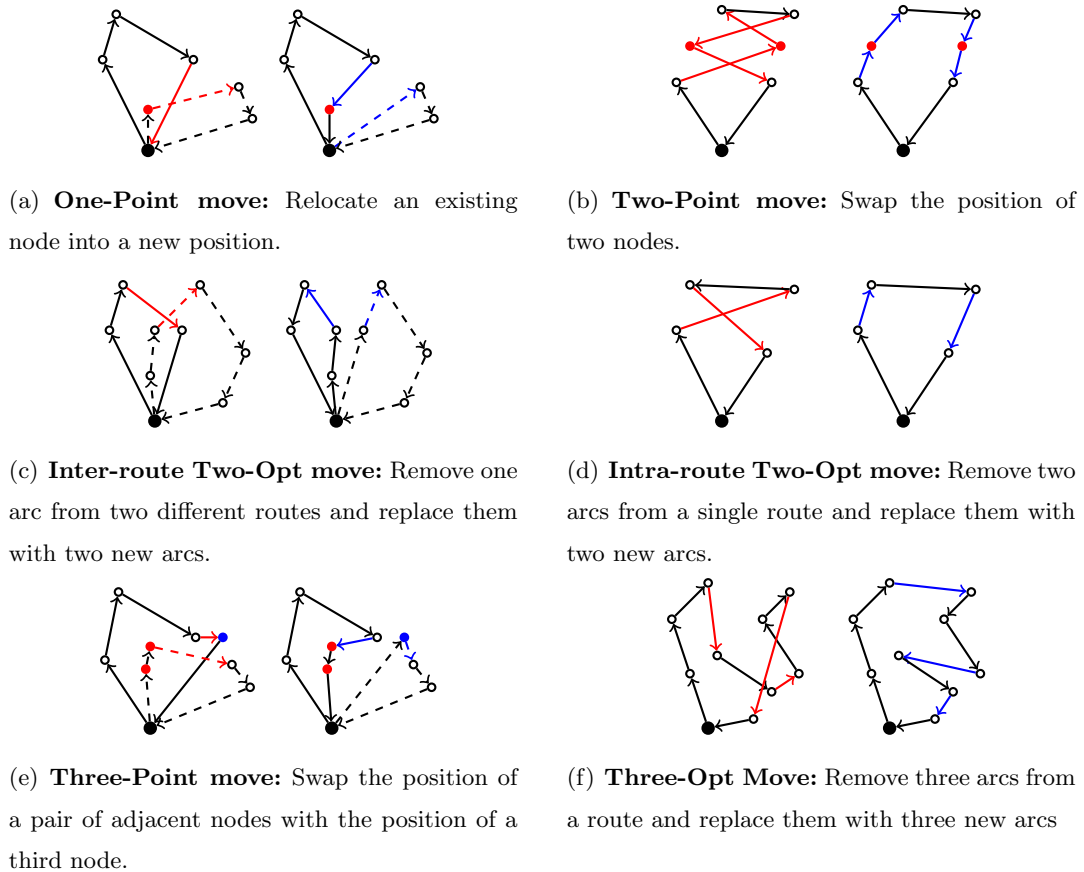 (a) One-Point move: Relocate an existing
node into a new position.
(b) Two-Point move: Swap the position of
two nodes.
(c) Inter-route Two-Opt move: Remove one
arc from two different routes and replace them
with two new arcs.
(d) Intra-route Two-Opt move: Remove two
arcs from a single route and replace them with
two new arcs.
(e) Three-Point move: Swap the position of
a pair of adjacent nodes with the position of a
third node.
(f) Three-Opt Move: Remove three arcs from
a route and replace them with three new arcs